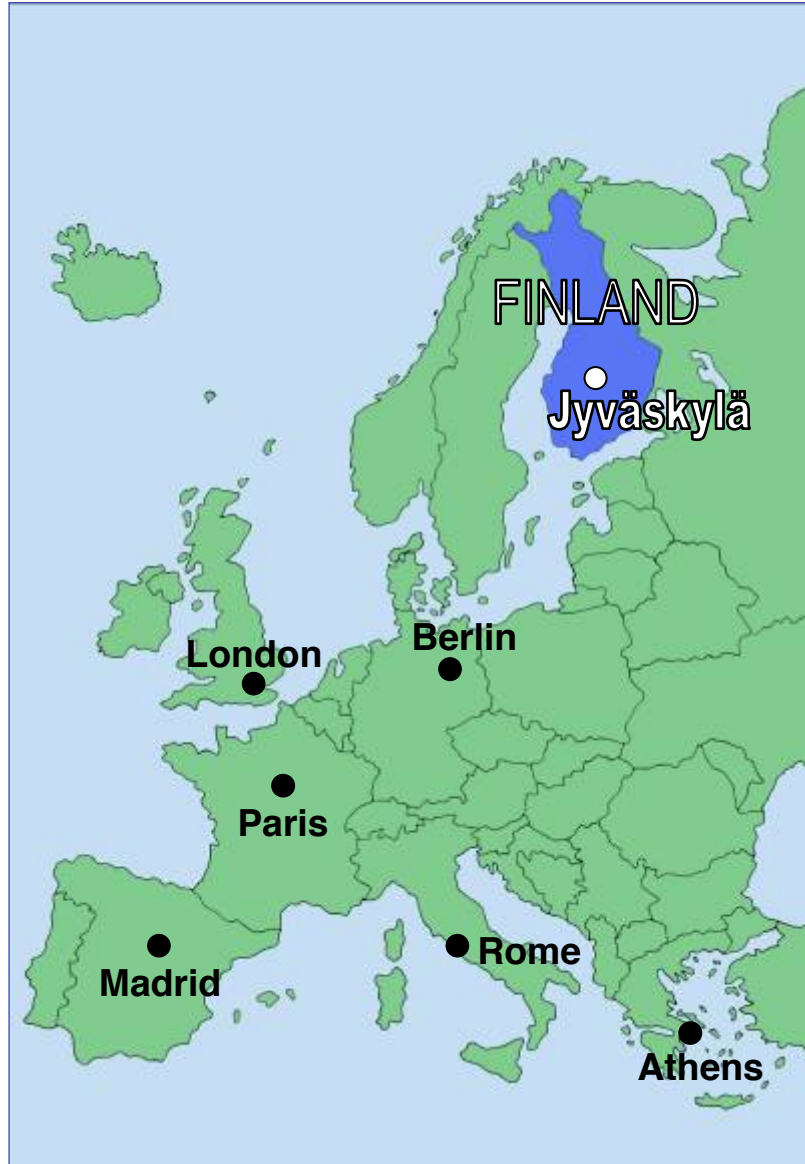 FINLAND
Jyväskylä
Berlin
London
Paris
Rome
Madrid
Athens